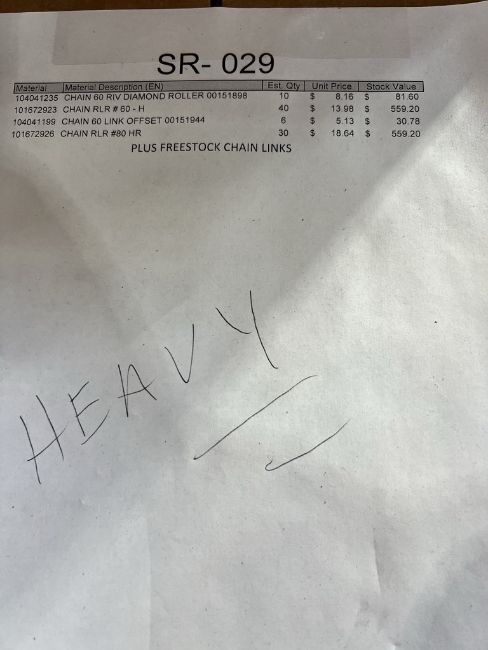 SR- 029
Material Material Description (EN) Est. Qty Unit Price Stock Value
104041235 CHAIN 60 RIV DIAMOND ROLLER 00151898 10 $ 8.16 $ 81.60
101672923 CHAIN RLR # 60 - H 40 $ 13.98 $ 559.20
104041199 CHAIN 60 LINK OFFSET 00151944 6 $ 5.13 $ 30.78
101672926 CHAIN RLR #80 HR 30 $ 18.64 $ 559.20
PLUS FREESTOCK CHAIN LINKS
HEAVY